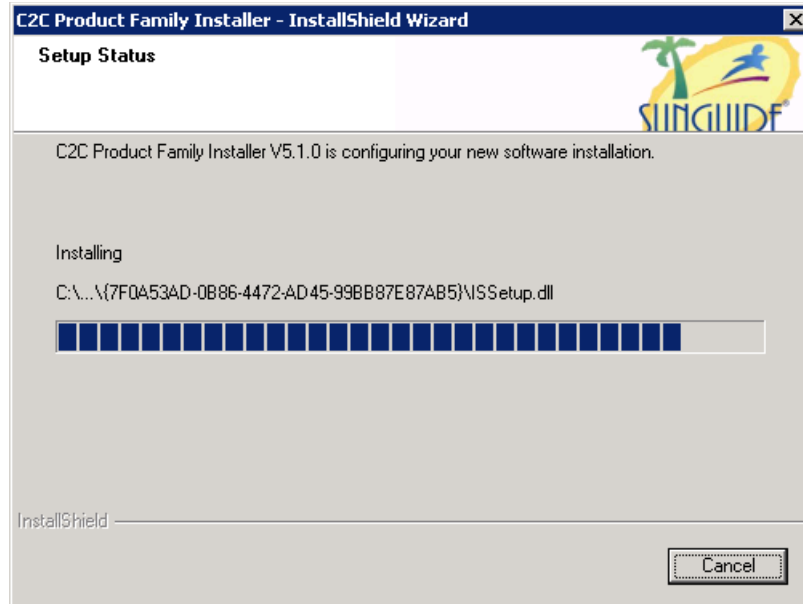 C2C Product Family Installer - InstallShield Wizard
Setup Status
SUNGUIDE®
C2C Product Family Installer V5.1.0 is configuring your new software installation.
Installing
C:\...\{7F0A53AD-0B86-4472-AD45-99BB87E87AB5}\ISSetup.dll
InstallShield
Cancel